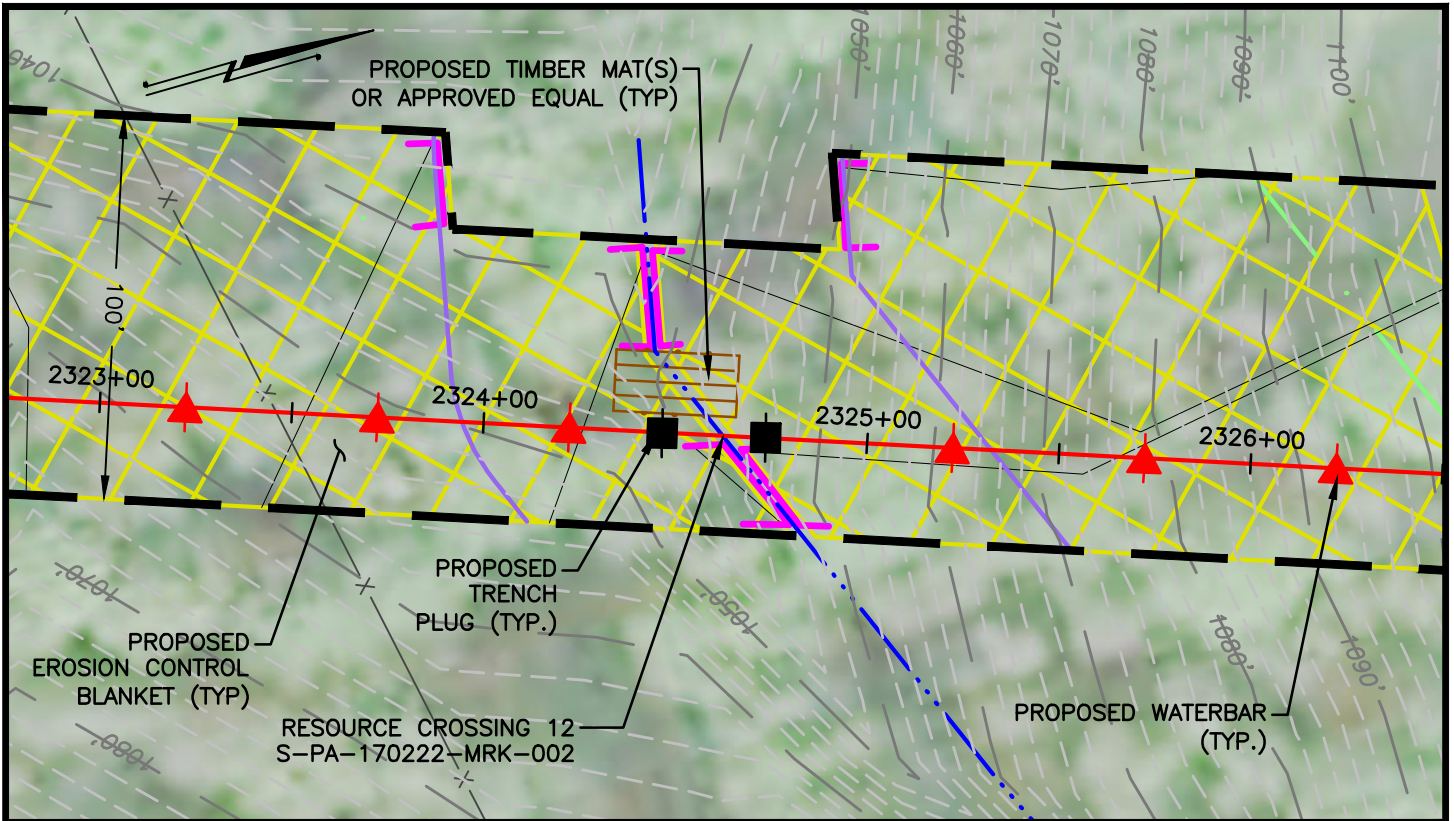 1040
1050'
1060'
1070'
1080'
1090'
1100'
PROPOSED TIMBER MAT(S)
OR APPROVED EQUAL (TYP)
100'
2323+00
2324+00
2325+00
2326+00
PROPOSED
TRENCH
PLUG (TYP.)
1070'
1050'
1080'
1090'
PROPOSED
EROSION CONTROL
BLANKET (TYP)
RESOURCE CROSSING 12
S-PA-170222-MRK-002
PROPOSED WATERBAR
(TYP.)
1080'